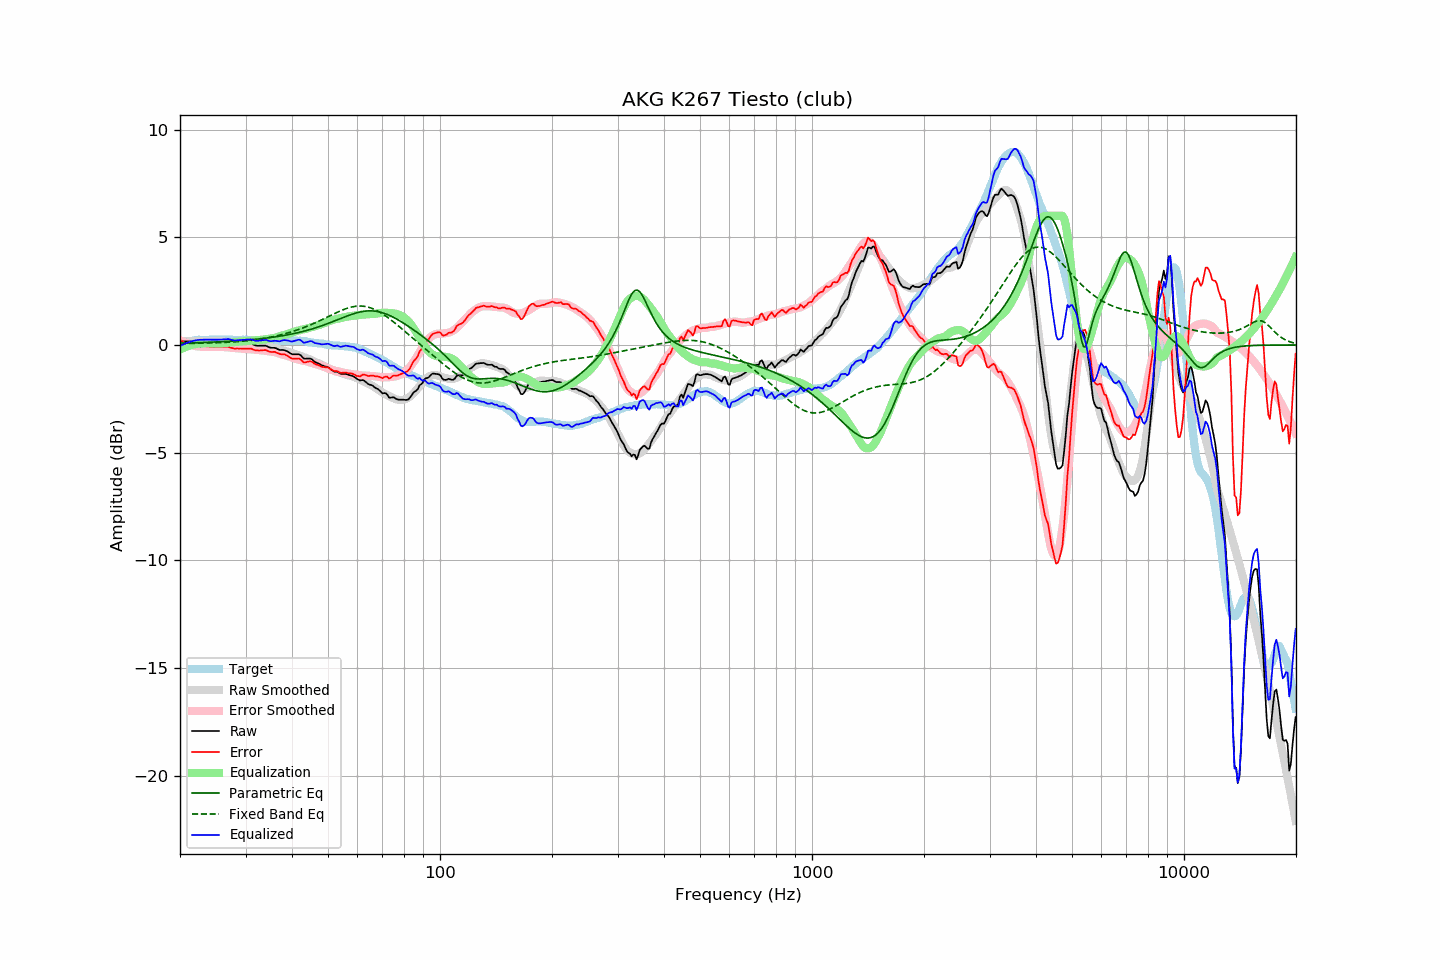 AKG K267 Tiesto (club)
10
5
0
−5
−10
−15
−20
Amplitude (dBr)
Target
Raw Smoothed
Error Smoothed
Raw
Error
Equalization
Parametric Eq
Fixed Band Eq
Equalized
100
1000
10000
Frequency (Hz)